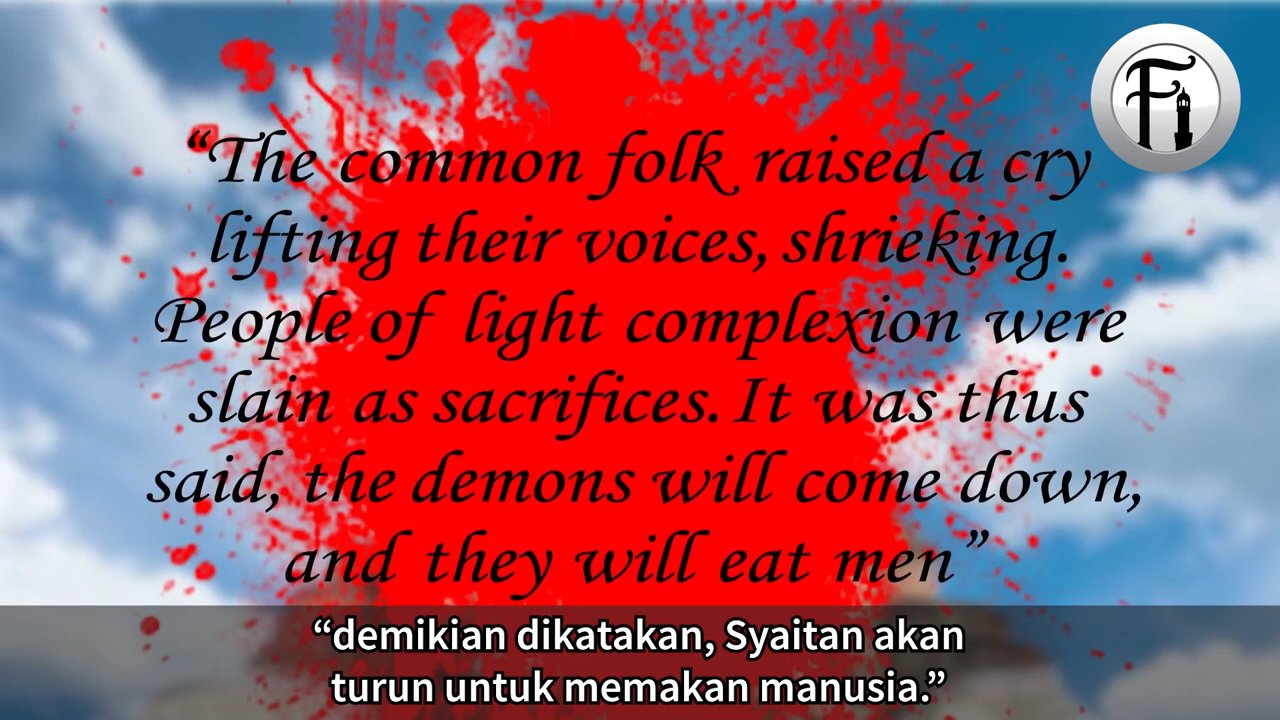 Fi
“The common folk raised a cry
lifting their voices, shrieking.
People of light complexion were
slain as sacrifices. It was thus
said, the demons will come down,
and they will eat men”
“demikian dikatakan, Syaitan akan
turun untuk memakan manusia.”